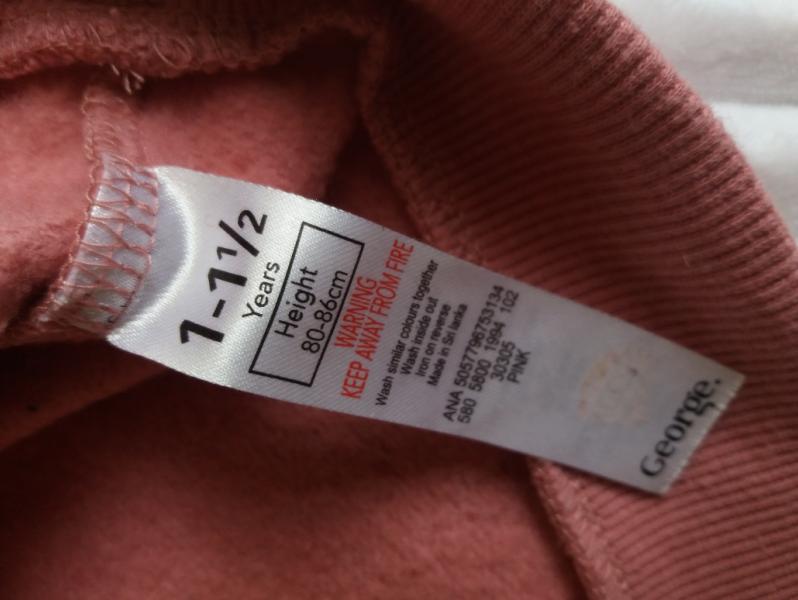 1-1½
Years
Height
80-86cm
WARNING
KEEP AWAY FROM FIRE
Wash similar colours together
Wash inside out
Iron on reverse
Made in Sri lanka
ANA 5057796753134
580 5800 1994 102
30305
PINK
George.